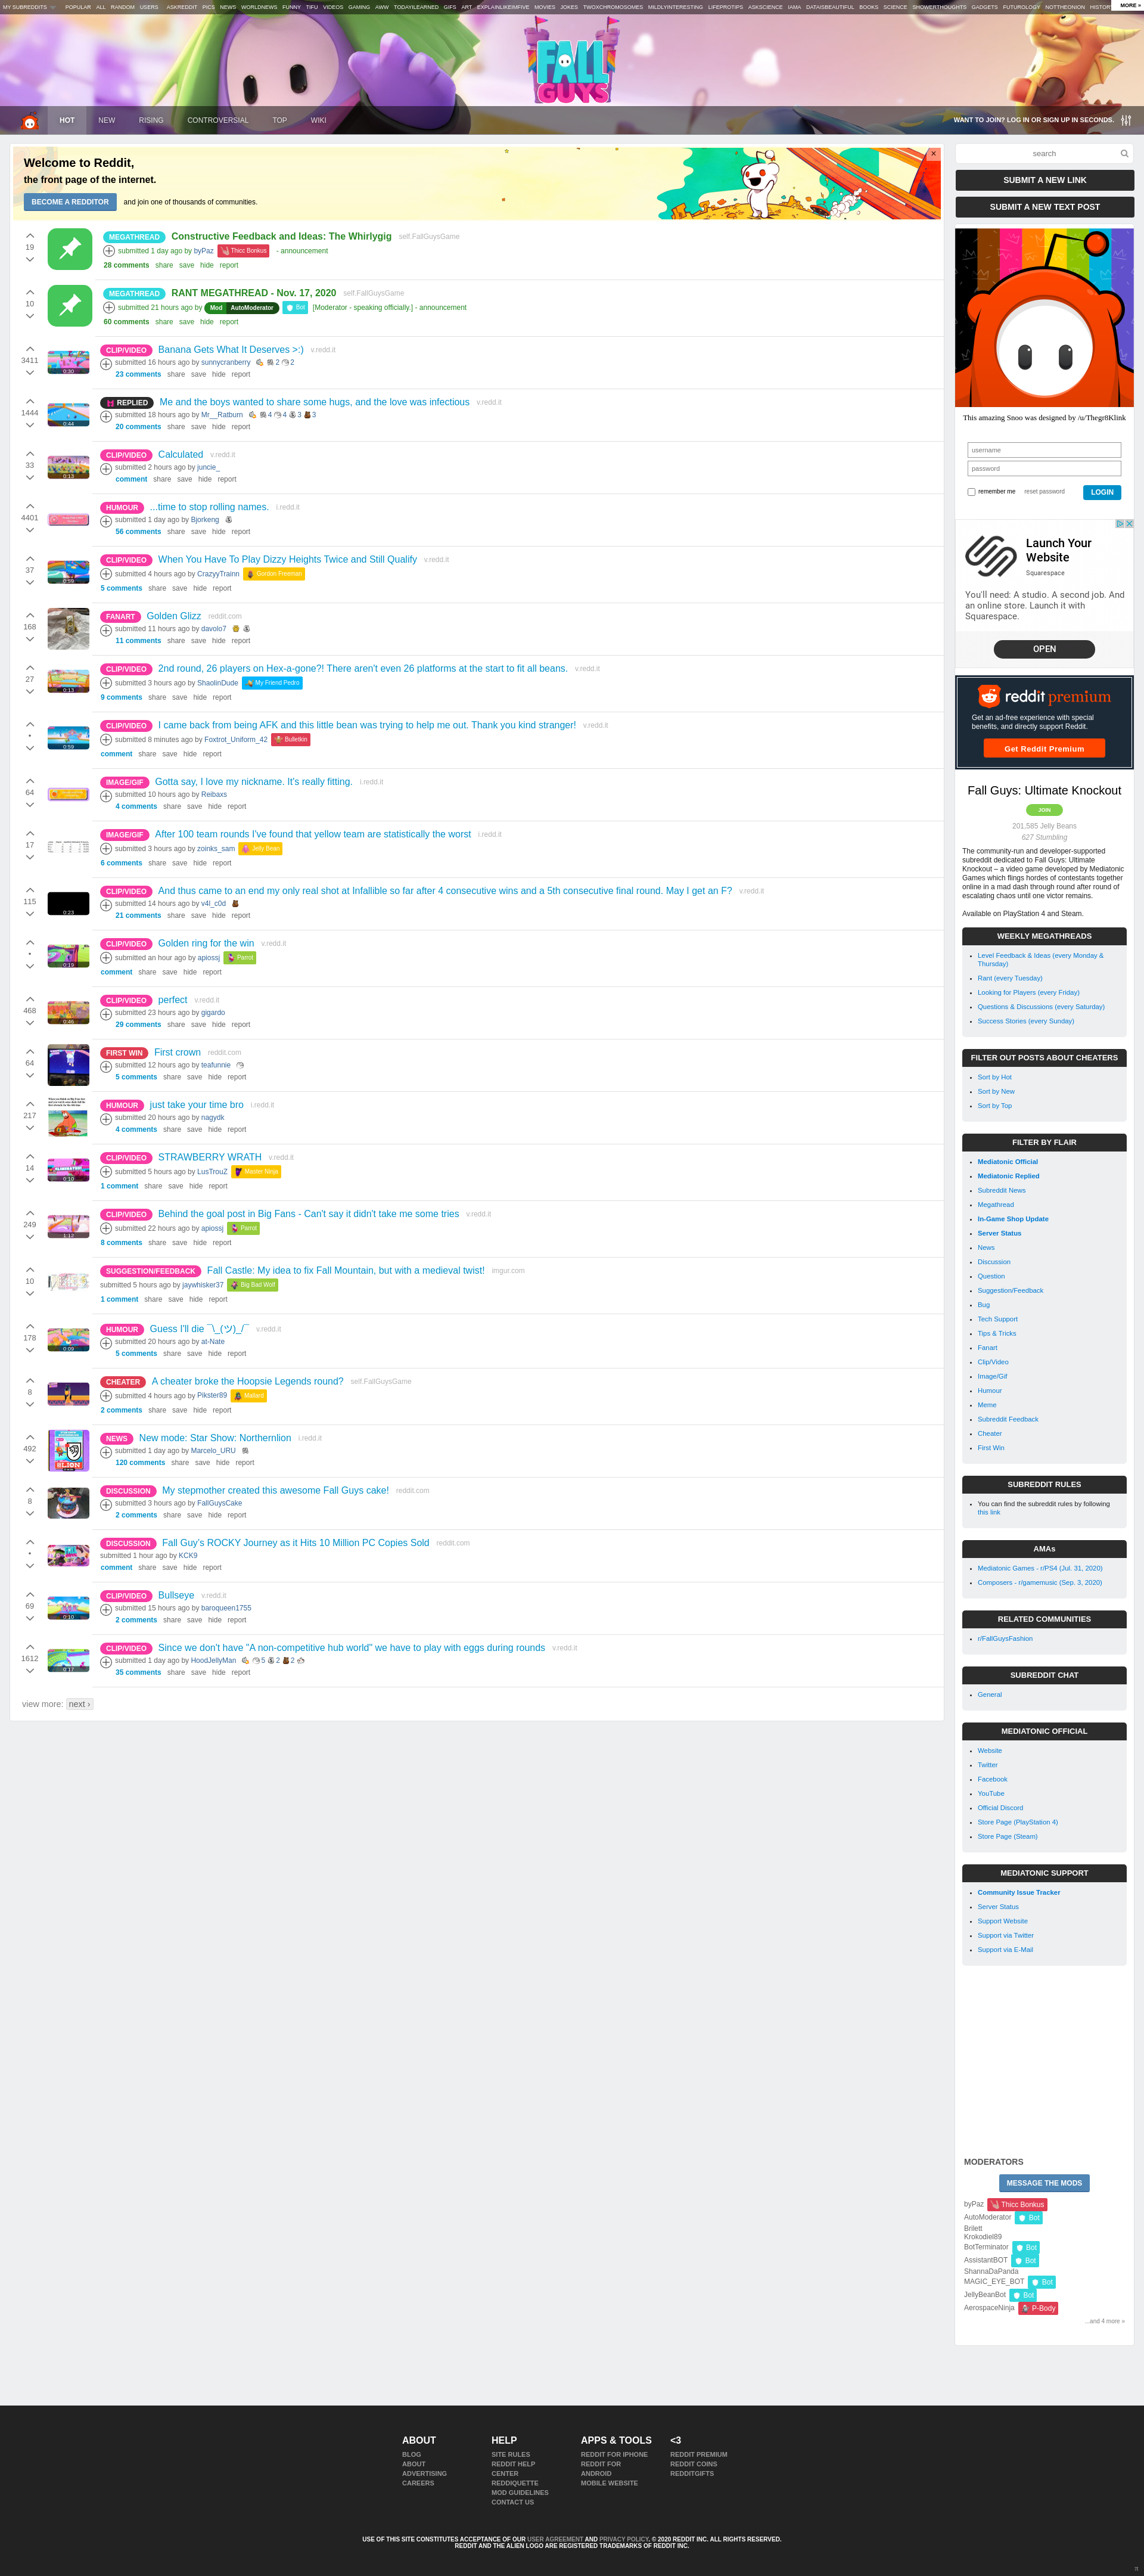 MY SUBREDDITS POPULAR ALL RANDOM USERS ASKREDDIT PICS NEWS WORLDNEWS FUNNY TIFU VIDEOS GAMING AWW TODAYILEARNED GIFS ART EXPLAINLIKEIMFIVE MOVIES JOKES TWOXCHROMOSOMES MILDLYINTERESTING LIFEPROTIPS ASKSCIENCE IAMA DATAISBEAUTIFUL BOOKS SCIENCE SHOWERTHOUGHTS GADGETS FUTUROLOGY NOTTHEONION HISTORY MORE »
FALL GUYS
HOT NEW RISING CONTROVERSIAL TOP WIKI
WANT TO JOIN? LOG IN OR SIGN UP IN SECONDS.
Welcome to Reddit,
the front page of the internet.
BECOME A REDDITOR and join one of thousands of communities.
×
19
MEGATHREAD Constructive Feedback and Ideas: The Whirlygig self.FallGuysGame
submitted 1 day ago by byPaz Thicc Bonkus - announcement
28 comments share save hide report
10
MEGATHREAD RANT MEGATHREAD - Nov. 17, 2020 self.FallGuysGame
submitted 21 hours ago by Mod AutoModerator Bot [Moderator - speaking officially.] - announcement
60 comments share save hide report
3411
0:30
CLIP/VIDEO Banana Gets What It Deserves >:) v.redd.it
submitted 16 hours ago by sunnycranberry 2 2
23 comments share save hide report
1444
0:44
REPLIED Me and the boys wanted to share some hugs, and the love was infectious v.redd.it
submitted 18 hours ago by Mr__Ratburn 4 4 3 3
20 comments share save hide report
33
0:13
CLIP/VIDEO Calculated v.redd.it
submitted 2 hours ago by juncie_
comment share save hide report
4401
HUMOUR ...time to stop rolling names. i.redd.it
submitted 1 day ago by Bjorkeng
56 comments share save hide report
37
0:59
CLIP/VIDEO When You Have To Play Dizzy Heights Twice and Still Qualify v.redd.it
submitted 4 hours ago by CrazyyTrainn Gordon Freeman
5 comments share save hide report
168
FANART Golden Glizz reddit.com
submitted 11 hours ago by davolo7
11 comments share save hide report
27
0:13
CLIP/VIDEO 2nd round, 26 players on Hex-a-gone?! There aren't even 26 platforms at the start to fit all beans. v.redd.it
submitted 3 hours ago by ShaolinDude My Friend Pedro
9 comments share save hide report
•
0:59
CLIP/VIDEO I came back from being AFK and this little bean was trying to help me out. Thank you kind stranger! v.redd.it
submitted 8 minutes ago by Foxtrot_Uniform_42 Bulletkin
comment share save hide report
64
IMAGE/GIF Gotta say, I love my nickname. It's really fitting. i.redd.it
submitted 10 hours ago by Reibaxs
4 comments share save hide report
17
IMAGE/GIF After 100 team rounds I've found that yellow team are statistically the worst i.redd.it
submitted 3 hours ago by zoinks_sam Jelly Bean
6 comments share save hide report
115
0:23
CLIP/VIDEO And thus came to an end my only real shot at Infallible so far after 4 consecutive wins and a 5th consecutive final round. May I get an F? v.redd.it
submitted 14 hours ago by v4l_c0d
21 comments share save hide report
•
0:19
CLIP/VIDEO Golden ring for the win v.redd.it
submitted an hour ago by apiossj Parrot
comment share save hide report
468
0:46
CLIP/VIDEO perfect v.redd.it
submitted 23 hours ago by gigardo
29 comments share save hide report
64
FIRST WIN First crown reddit.com
submitted 12 hours ago by teafunnie
5 comments share save hide report
217
HUMOUR just take your time bro i.redd.it
submitted 20 hours ago by nagydk
4 comments share save hide report
14
0:10
CLIP/VIDEO STRAWBERRY WRATH v.redd.it
submitted 5 hours ago by LusTrouZ Master Ninja
1 comment share save hide report
249
1:12
CLIP/VIDEO Behind the goal post in Big Fans - Can't say it didn't take me some tries v.redd.it
submitted 22 hours ago by apiossj Parrot
8 comments share save hide report
10
SUGGESTION/FEEDBACK Fall Castle: My idea to fix Fall Mountain, but with a medieval twist! imgur.com
submitted 5 hours ago by jaywhisker37 Big Bad Wolf
1 comment share save hide report
178
0:09
HUMOUR Guess I'll die ¯\_(ツ)_/¯ v.redd.it
submitted 20 hours ago by at-Nate
5 comments share save hide report
8
CHEATER A cheater broke the Hoopsie Legends round? self.FallGuysGame
submitted 4 hours ago by Pikster89 Mallard
2 comments share save hide report
492
NEWS New mode: Star Show: Northernlion i.redd.it
submitted 1 day ago by Marcelo_URU
120 comments share save hide report
8
DISCUSSION My stepmother created this awesome Fall Guys cake! reddit.com
submitted 3 hours ago by FallGuysCake
2 comments share save hide report
•
DISCUSSION Fall Guy's ROCKY Journey as it Hits 10 Million PC Copies Sold reddit.com
submitted 1 hour ago by KCK9
comment share save hide report
69
0:10
CLIP/VIDEO Bullseye v.redd.it
submitted 15 hours ago by baroqueen1755
2 comments share save hide report
1612
0:11
CLIP/VIDEO Since we don't have "A non-competitive hub world" we have to play with eggs during rounds v.redd.it
submitted 1 day ago by HoodJellyMan 5 2 2
35 comments share save hide report
view more: next ›
search
SUBMIT A NEW LINK
SUBMIT A NEW TEXT POST
This amazing Snoo was designed by /u/Thegr8Klink
username
password
remember me reset password LOGIN
Launch Your
Website
Squarespace
You'll need: A studio. A second job. And
an online store. Launch it with
Squarespace.
OPEN
reddit premium
Get an ad-free experience with special
benefits, and directly support Reddit.
Get Reddit Premium
Fall Guys: Ultimate Knockout
JOIN
201,585 Jelly Beans
627 Stumbling
The community-run and developer-supported
subreddit dedicated to Fall Guys: Ultimate
Knockout – a video game developed by Mediatonic
Games which flings hordes of contestants together
online in a mad dash through round after round of
escalating chaos until one victor remains.
Available on PlayStation 4 and Steam.
WEEKLY MEGATHREADS
Level Feedback & Ideas (every Monday &
Thursday)
Rant (every Tuesday)
Looking for Players (every Friday)
Questions & Discussions (every Saturday)
Success Stories (every Sunday)
FILTER OUT POSTS ABOUT CHEATERS
Sort by Hot
Sort by New
Sort by Top
FILTER BY FLAIR
Mediatonic Official
Mediatonic Replied
Subreddit News
Megathread
In-Game Shop Update
Server Status
News
Discussion
Question
Suggestion/Feedback
Bug
Tech Support
Tips & Tricks
Fanart
Clip/Video
Image/Gif
Humour
Meme
Subreddit Feedback
Cheater
First Win
SUBREDDIT RULES
You can find the subreddit rules by following
this link
AMAs
Mediatonic Games - r/PS4 (Jul. 31, 2020)
Composers - r/gamemusic (Sep. 3, 2020)
RELATED COMMUNITIES
r/FallGuysFashion
SUBREDDIT CHAT
General
MEDIATONIC OFFICIAL
Website
Twitter
Facebook
YouTube
Official Discord
Store Page (PlayStation 4)
Store Page (Steam)
MEDIATONIC SUPPORT
Community Issue Tracker
Server Status
Support Website
Support via Twitter
Support via E-Mail
MODERATORS
MESSAGE THE MODS
byPaz Thicc Bonkus
AutoModerator Bot
Brilett
Krokodiel89
BotTerminator Bot
AssistantBOT Bot
ShannaDaPanda
MAGIC_EYE_BOT Bot
JellyBeanBot Bot
AerospaceNinja P-Body
...and 4 more »
ABOUT
BLOG
ABOUT
ADVERTISING
CAREERS
HELP
SITE RULES
REDDIT HELP
CENTER
REDDIQUETTE
MOD GUIDELINES
CONTACT US
APPS & TOOLS
REDDIT FOR IPHONE
REDDIT FOR
ANDROID
MOBILE WEBSITE
<3
REDDIT PREMIUM
REDDIT COINS
REDDITGIFTS
USE OF THIS SITE CONSTITUTES ACCEPTANCE OF OUR USER AGREEMENT AND PRIVACY POLICY. © 2020 REDDIT INC. ALL RIGHTS RESERVED.
REDDIT AND THE ALIEN LOGO ARE REGISTERED TRADEMARKS OF REDDIT INC.
π